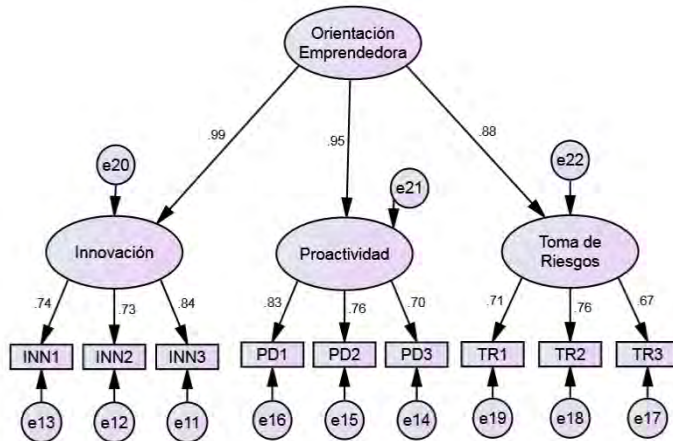 Orientación
Emprendedora
.99
.95
.88
e20
e21
e22
Innovación
Proactividad
Toma de
Riesgos
.74
.73
.84
.83
.76
.70
.71
.76
.67
INN1
INN2
INN3
PD1
PD2
PD3
TR1
TR2
TR3
e13
e12
e11
e16
e15
e14
e19
e18
e17